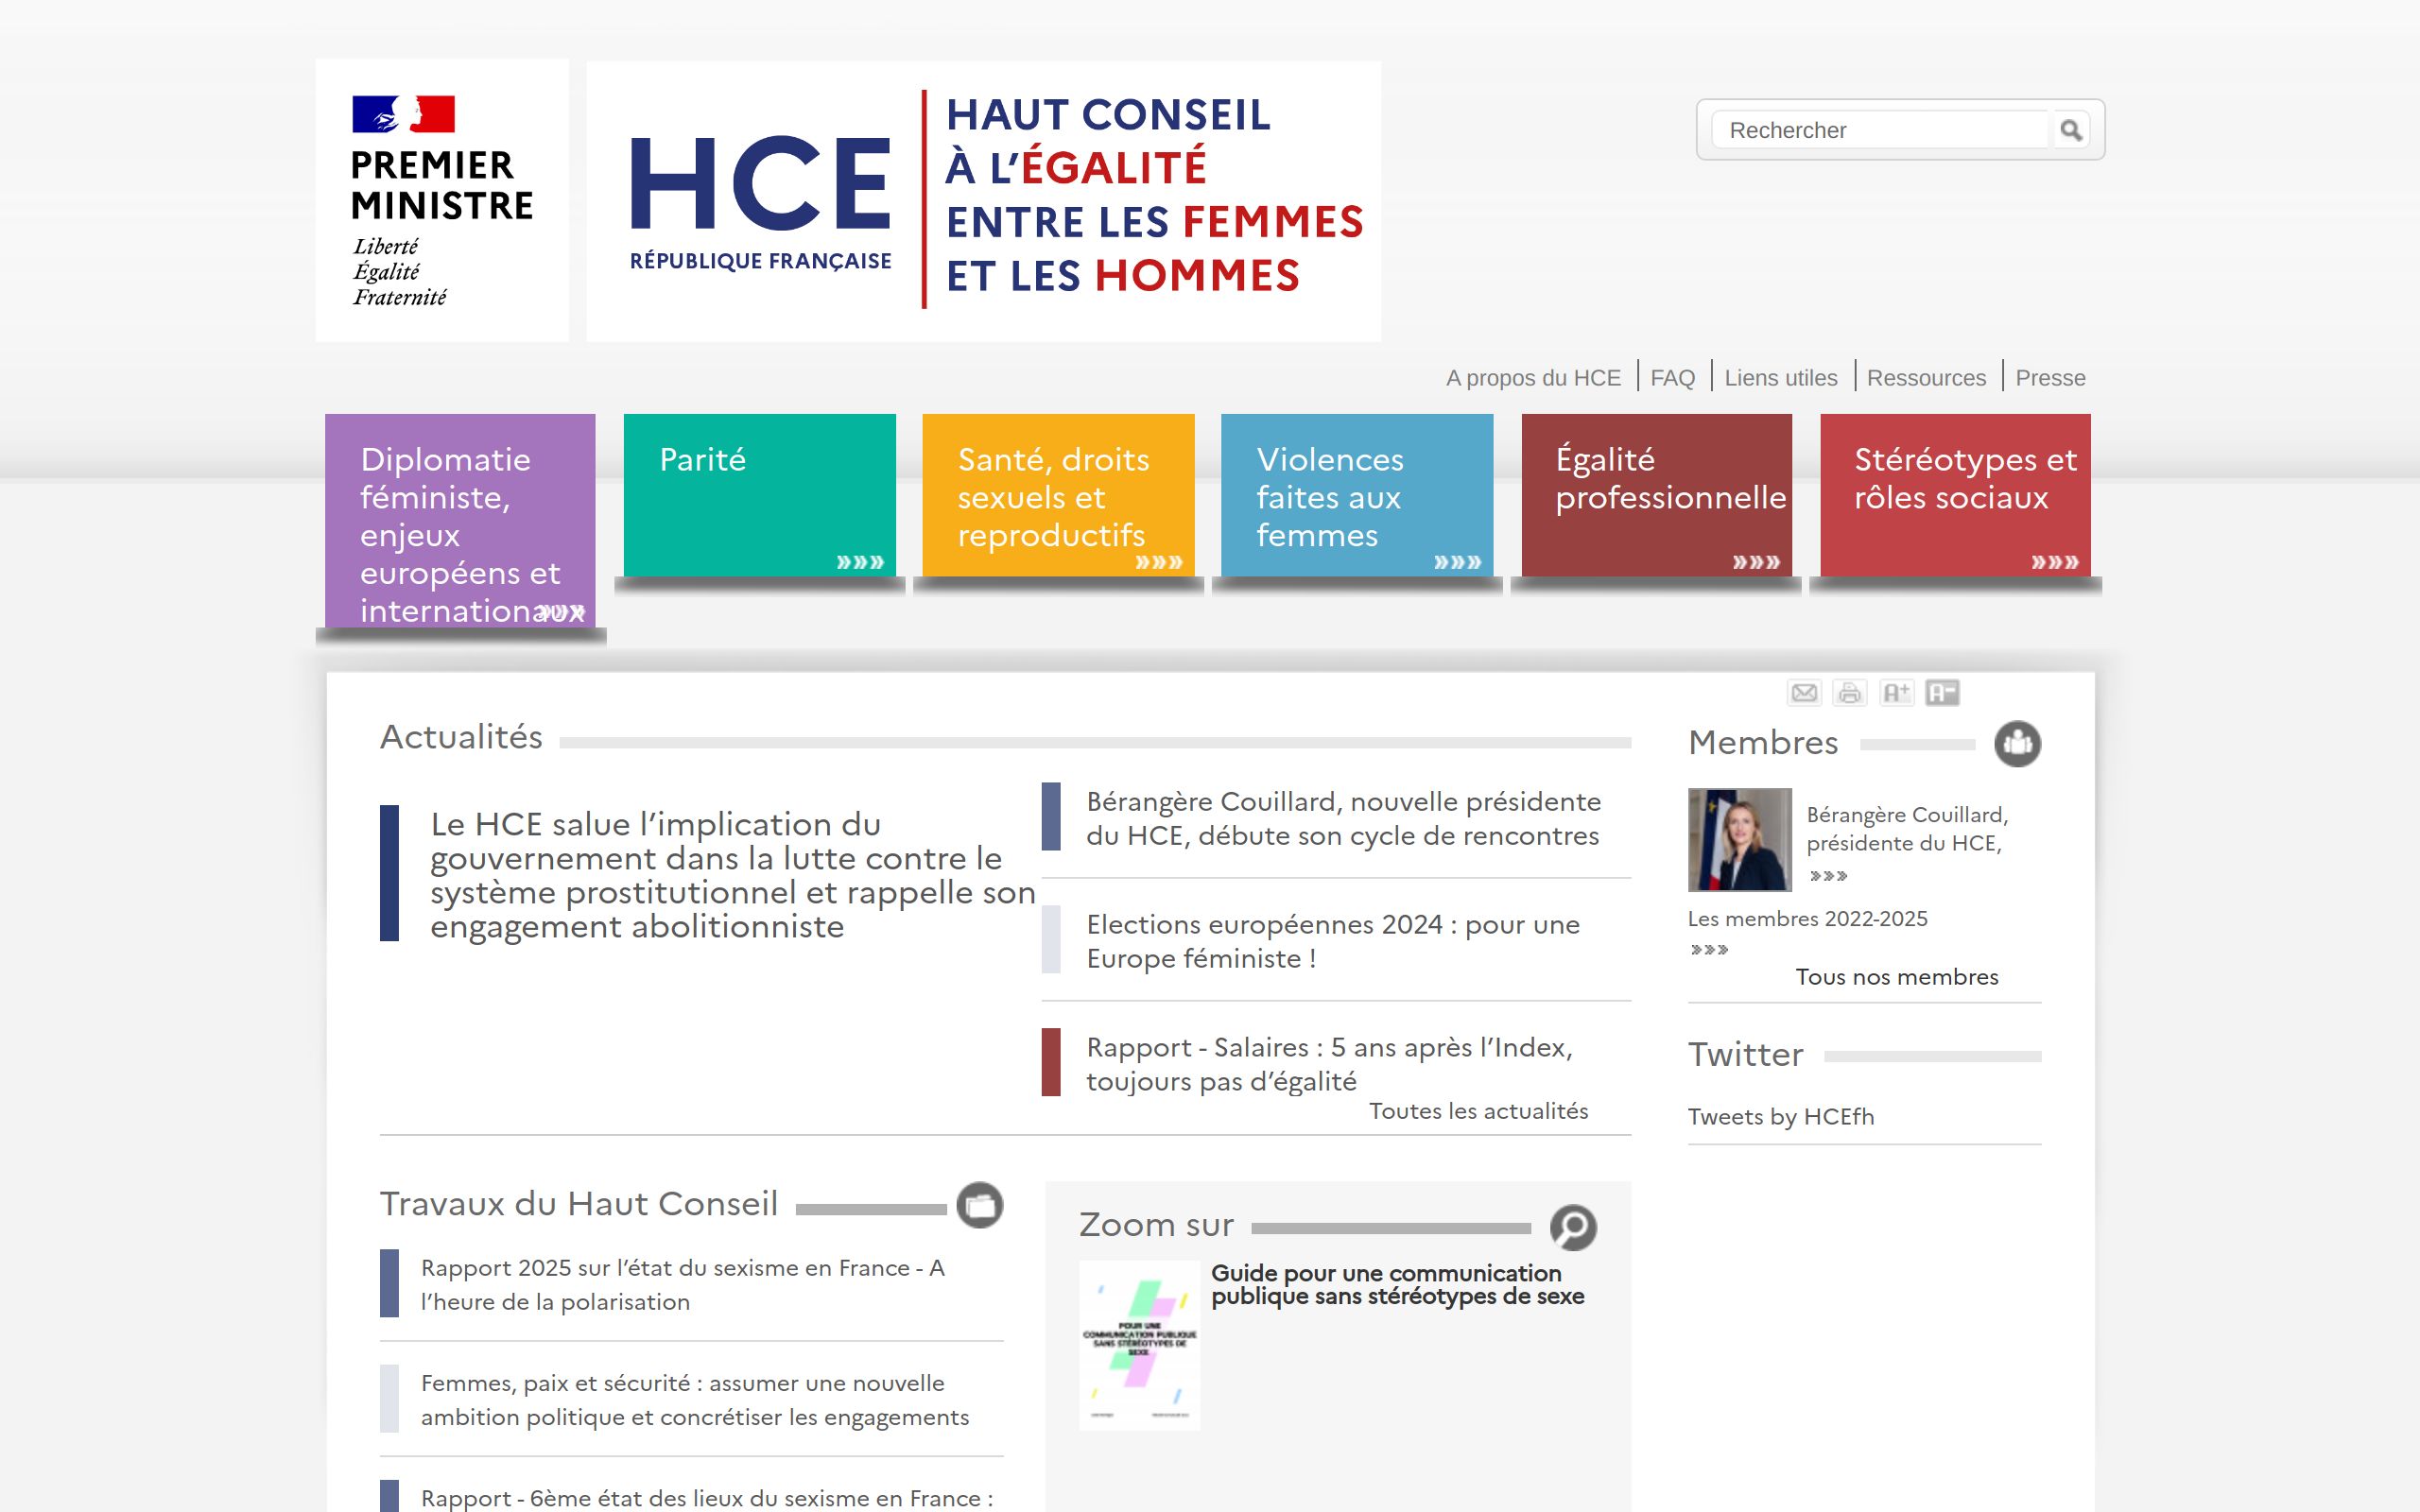 PREMIER
MINISTRE
Liberté
Égalité
Fraternité
HCE
RÉPUBLIQUE FRANÇAISE
HAUT CONSEIL
À L’ÉGALITÉ
ENTRE LES FEMMES
ET LES HOMMES
Rechercher
A propos du HCE
FAQ
Liens utiles
Ressources
Presse
Diplomatie
féministe,
enjeux
européens et
internationaux
Parité
Santé, droits
sexuels et
reproductifs
Violences
faites aux
femmes
Égalité
professionnelle
Stéréotypes et
rôles sociaux
A+
A-
Actualités
Le HCE salue l’implication du
gouvernement dans la lutte contre le
système prostitutionnel et rappelle son
engagement abolitionniste
Bérangère Couillard, nouvelle présidente
du HCE, débute son cycle de rencontres
Elections européennes 2024 : pour une
Europe féministe !
Rapport - Salaires : 5 ans après l’Index,
toujours pas d’égalité
Toutes les actualités
Membres
Bérangère Couillard,
présidente du HCE,
Les membres 2022-2025
Tous nos membres
Twitter
Tweets by HCEfh
Travaux du Haut Conseil
Rapport 2025 sur l’état du sexisme en France - A
l’heure de la polarisation
Femmes, paix et sécurité : assumer une nouvelle
ambition politique et concrétiser les engagements
Rapport - 6ème état des lieux du sexisme en France :
Zoom sur
POUR UNE
COMMUNICATION PUBLIQUE
SANS STÉRÉOTYPES DE
SEXE
Guide pour une communication
publique sans stéréotypes de sexe